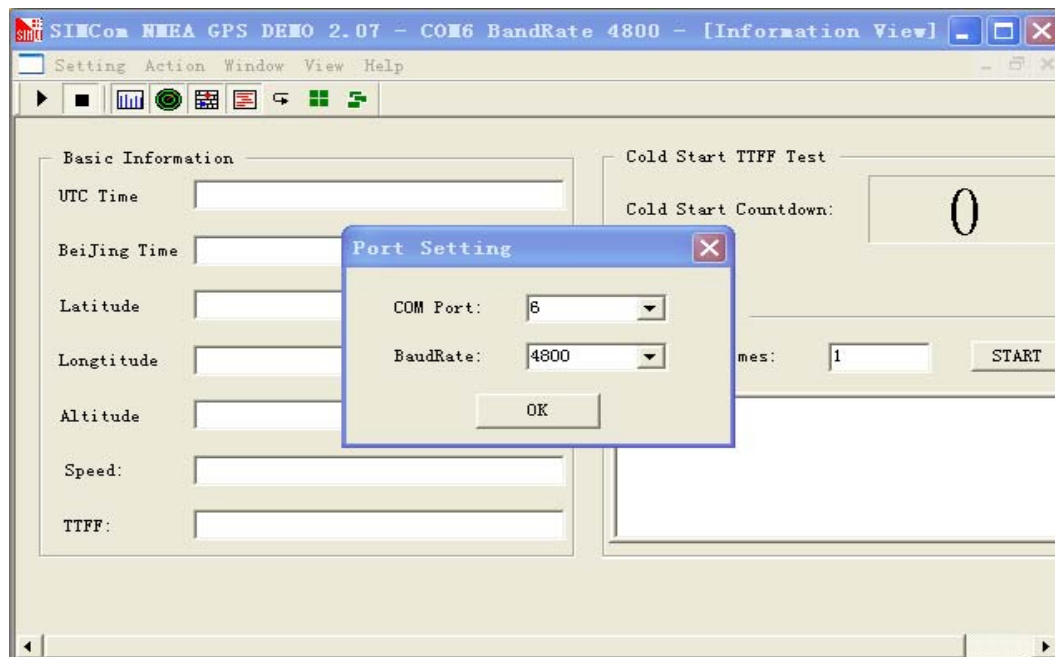 SIMCom NMEA GPS DEMO 2.07 - COM6 BandRate 4800 - [Information View]
Setting Action Window View Help
Basic Information
UTC Time
BeiJing Time
Latitude
Longtitude
Altitude
Speed:
TTFF:
Cold Start TTFF Test
Cold Start Countdown:
0
mes:
1
START
Port Setting
COM Port:
6
BaudRate:
4800
OK